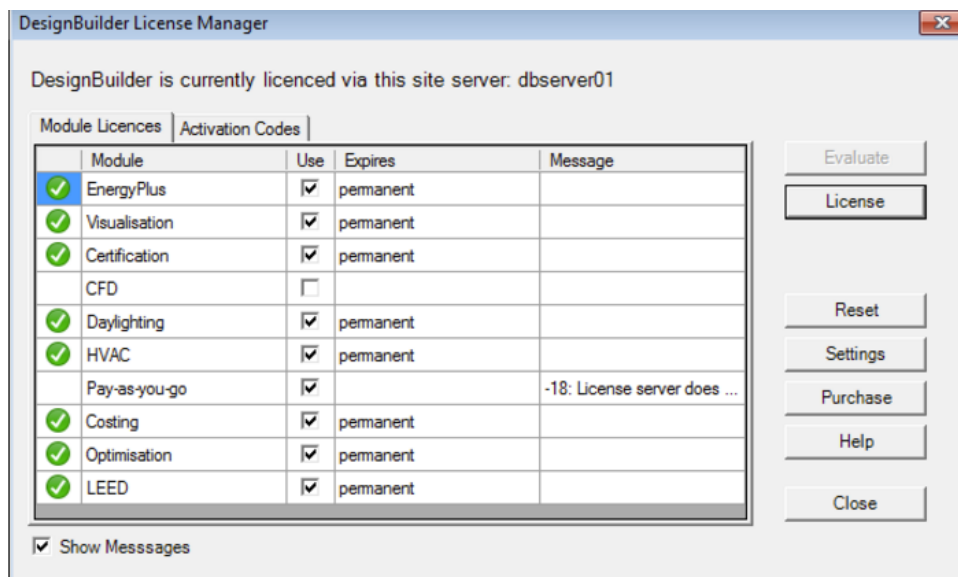 DesignBuilder License Manager
DesignBuilder is currently licenced via this site server: dbserver01
Module Licences Activation Codes
Module Use Expires Message
EnergyPlus permanent
Visualisation permanent
Certification permanent
CFD
Daylighting permanent
HVAC permanent
Pay-as-you-go -18: License server does ...
Costing permanent
Optimisation permanent
LEED permanent
Evaluate
License
Reset
Settings
Purchase
Help
Close
Show Messsages